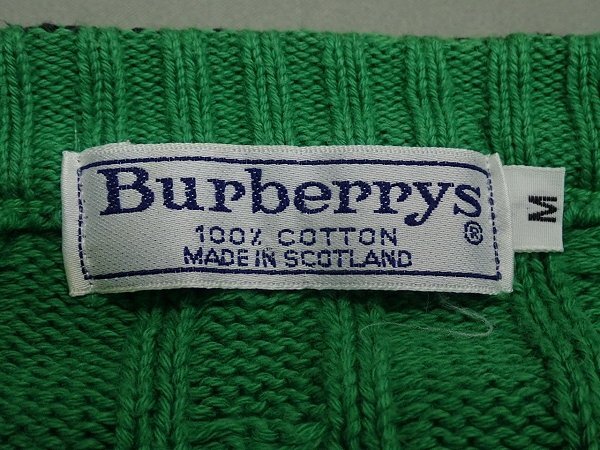 Burberrys®
100% COTTON
MADE IN SCOTLAND
M